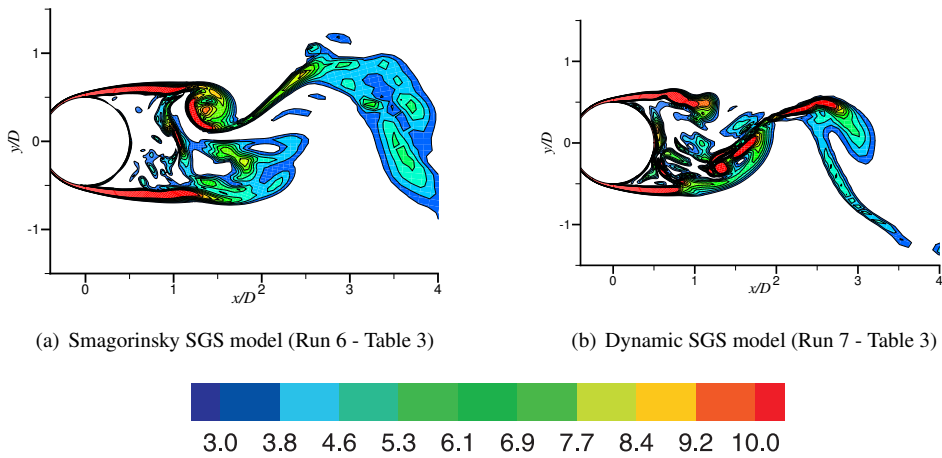 1
0
-1
y/D
0
1
2
3
4
x/D
1
0
-1
y/D
0
1
2
3
4
x/D
(a) Smagorinsky SGS model (Run 6 - Table 3)
(b) Dynamic SGS model (Run 7 - Table 3)
3.0 3.8 4.6 5.3 6.1 6.9 7.7 8.4 9.2 10.0